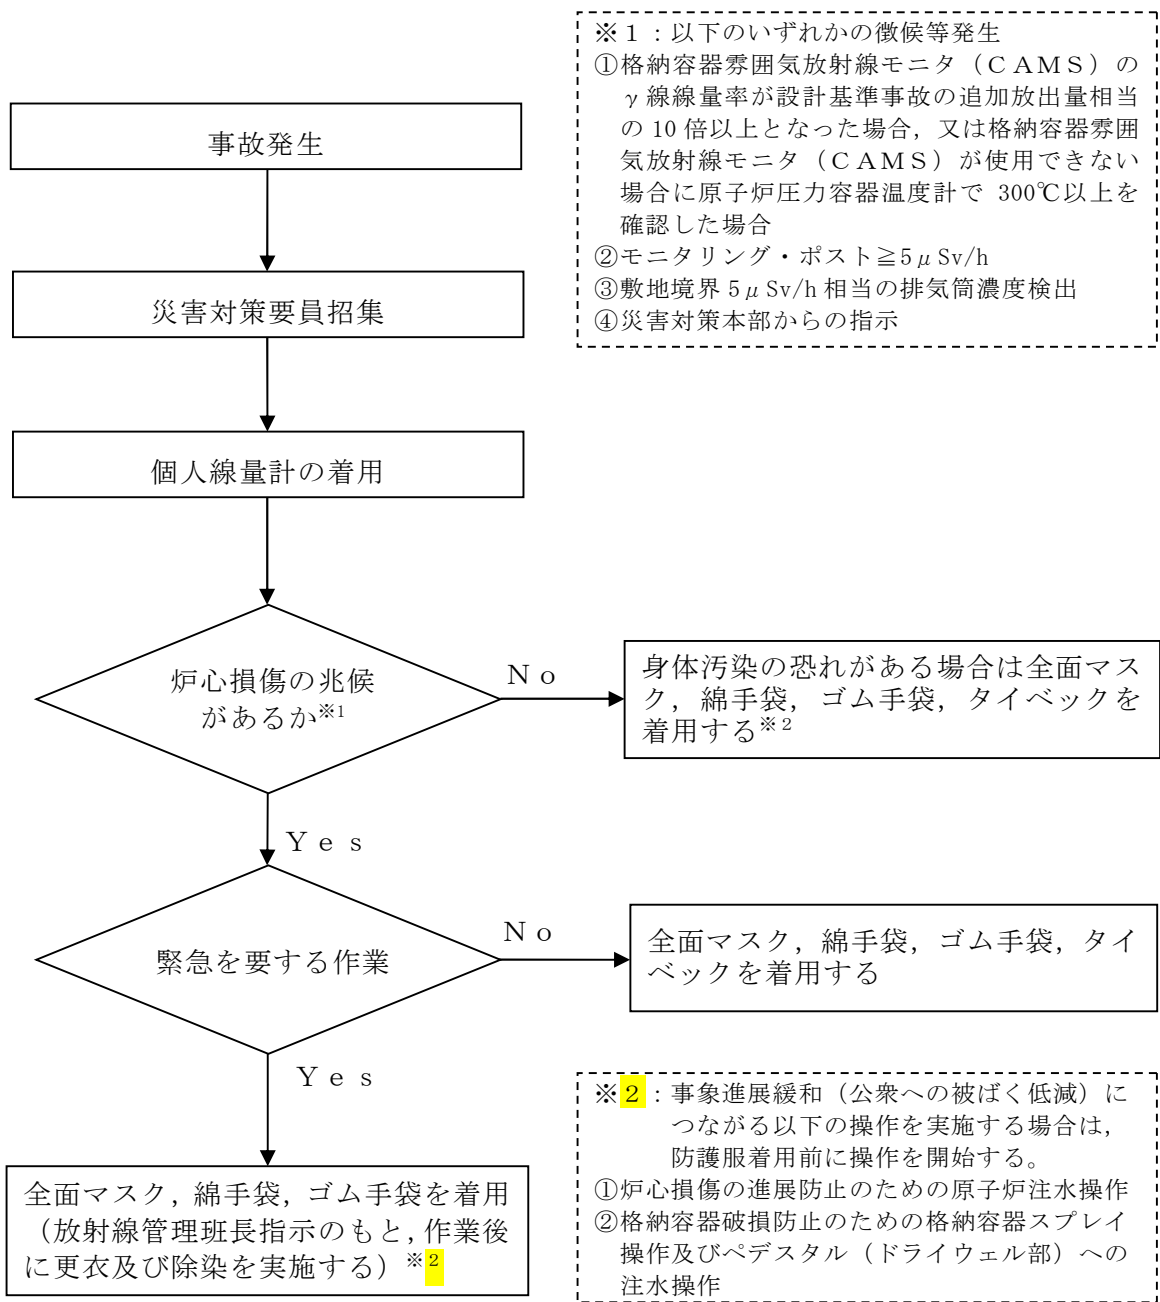 ※１：以下のいずれかの徴候等発生
①格納容器雰囲気放射線モニタ（ＣＡＭＳ）の
γ線線量率が設計基準事故の追加放出量相当
の 10 倍以上となった場合，又は格納容器雰囲
気放射線モニタ（ＣＡＭＳ）が使用できない
場合に原子炉圧力容器温度計で 300℃以上を
確認した場合
②モニタリング・ポスト≧5μSv/h
③敷地境界 5μSv/h 相当の排気筒濃度検出
④災害対策本部からの指示
事故発生
災害対策要員招集
個人線量計の着用
炉心損傷の兆候
があるか※1
Ｎｏ
身体汚染の恐れがある場合は全面マス
ク，綿手袋，ゴム手袋，タイベックを
着用する※２
Ｙｅｓ
緊急を要する作業
Ｎｏ
全面マスク，綿手袋，ゴム手袋，タイ
ベックを着用する
Ｙｅｓ
全面マスク，綿手袋，ゴム手袋を着用
（放射線管理班長指示のもと，作業後
に更衣及び除染を実施する）※２
※２：事象進展緩和（公衆への被ばく低減）に
つながる以下の操作を実施する場合は，
防護服着用前に操作を開始する。
①炉心損傷の進展防止のための原子炉注水操作
②格納容器破損防止のための格納容器スプレイ
操作及びペデスタル（ドライウェル部）への
注水操作